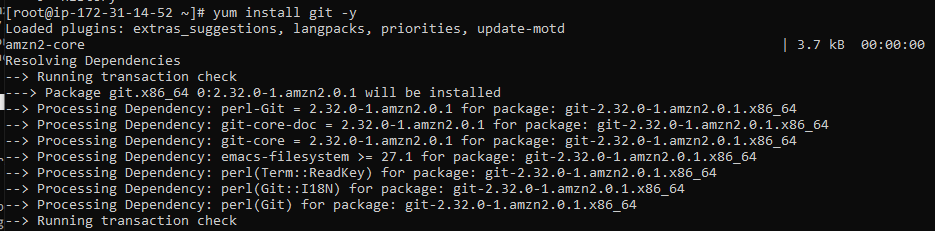 [root@ip-172-31-14-52 ~]# yum install git -y
Loaded plugins: extras_suggestions, langpacks, priorities, update-motd
amzn2-core | 3.7 kB 00:00:00
Resolving Dependencies
--> Running transaction check
---> Package git.x86_64 0:2.32.0-1.amzn2.0.1 will be installed
--> Processing Dependency: perl-Git = 2.32.0-1.amzn2.0.1 for package: git-2.32.0-1.amzn2.0.1.x86_64
--> Processing Dependency: git-core-doc = 2.32.0-1.amzn2.0.1 for package: git-2.32.0-1.amzn2.0.1.x86_64
--> Processing Dependency: git-core = 2.32.0-1.amzn2.0.1 for package: git-2.32.0-1.amzn2.0.1.x86_64
--> Processing Dependency: emacs-filesystem >= 27.1 for package: git-2.32.0-1.amzn2.0.1.x86_64
--> Processing Dependency: perl(Term::ReadKey) for package: git-2.32.0-1.amzn2.0.1.x86_64
--> Processing Dependency: perl(Git::I18N) for package: git-2.32.0-1.amzn2.0.1.x86_64
--> Processing Dependency: perl(Git) for package: git-2.32.0-1.amzn2.0.1.x86_64
--> Running transaction check